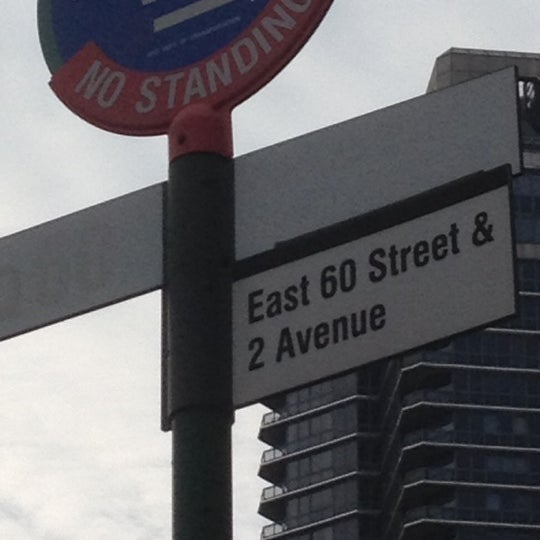 NO STANDING
East 60 Street &
2 Avenue